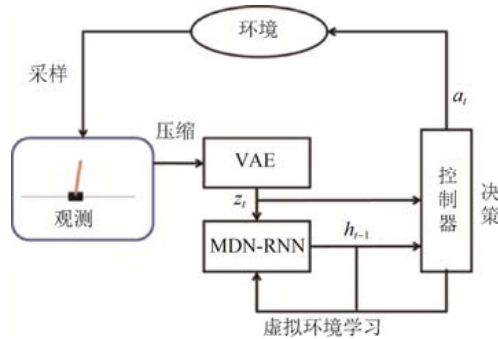 环境
采样
a_t
压缩
VAE
观测
z_t
控制器
决策
MDN-RNN
h_{t-1}
虚拟环境学习